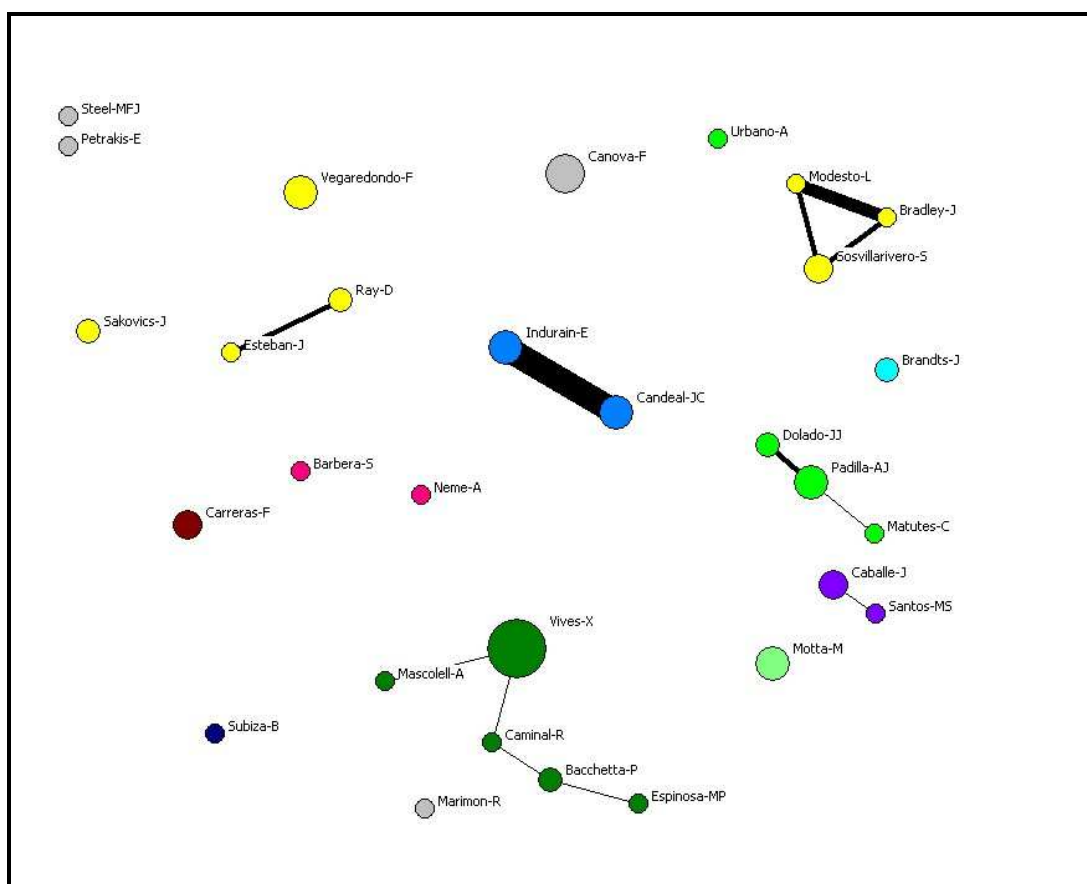 Steel-MFJ
Petrakis-E
Urbano-A
Canova-F
Vegaredondo-F
Modesto-L
Bradley-J
Gosvillarivero-S
Ray-D
Sakovics-J
Esteban-J
Indurain-E
Brandts-J
Candeal-JC
Dolado-JJ
Padilla-AJ
Barbera-S
Neme-A
Carreras-F
Matutes-C
Caballe-J
Santos-MS
Vives-X
Motta-M
Mascolell-A
Subiza-B
Caminal-R
Bacchetta-P
Espinosa-MP
Marimon-R